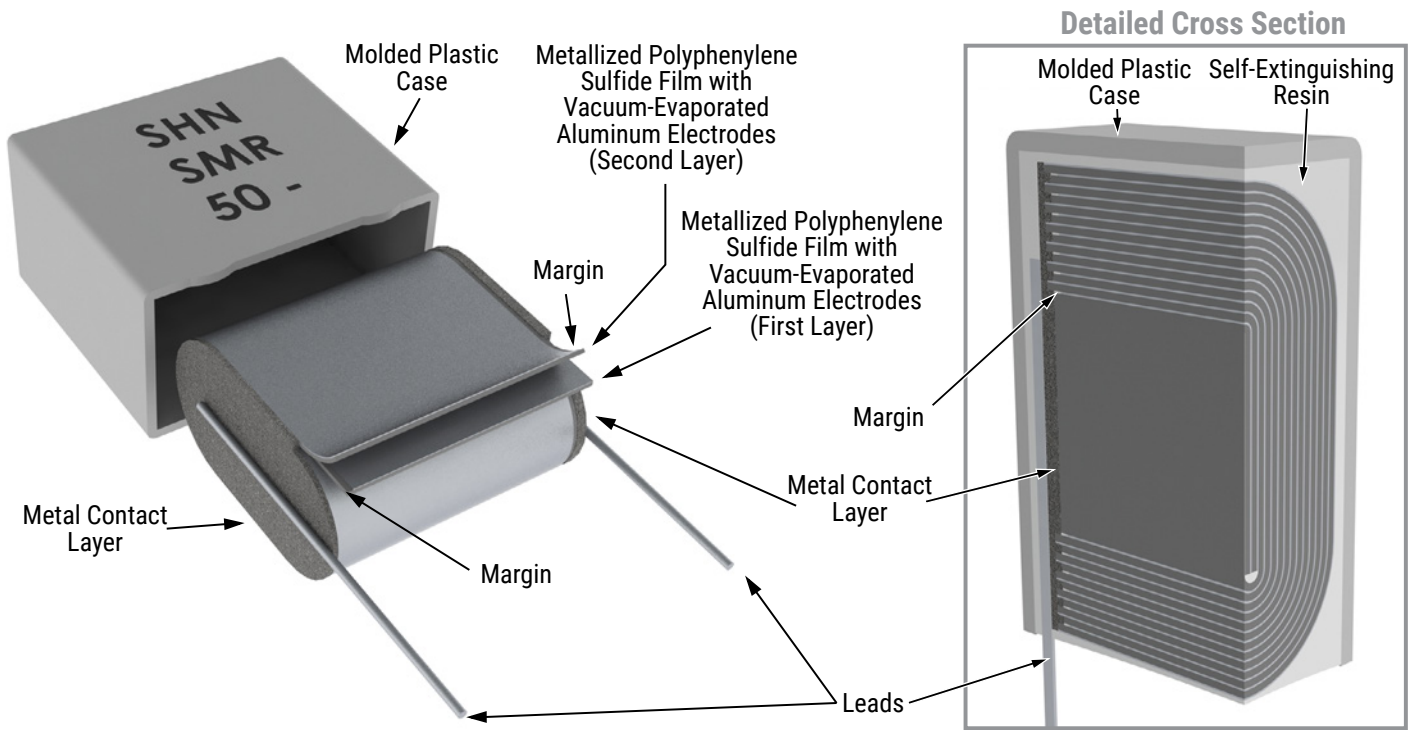 Detailed Cross Section
Molded Plastic
Case
Metallized Polyphenylene
Sulfide Film with
Vacuum-Evaporated
Aluminum Electrodes
(Second Layer)
Molded Plastic
Case
Self-Extinguishing
Resin
SHN
SMR
50 -
Metallized Polyphenylene
Sulfide Film with
Vacuum-Evaporated
Aluminum Electrodes
(First Layer)
Margin
Margin
Metal Contact
Layer
Metal Contact
Layer
Margin
Leads